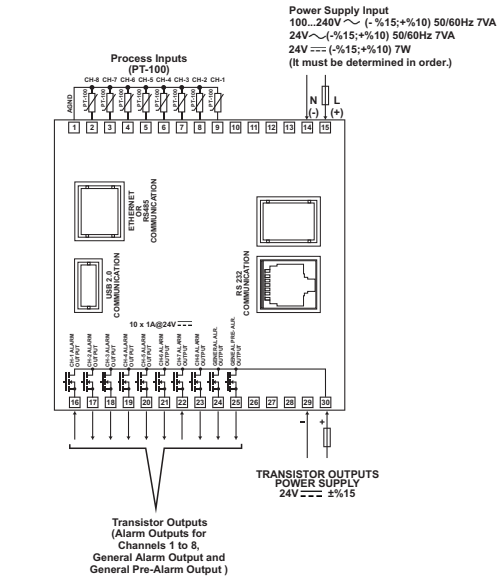 Power Supply Input
100...240V (- %15;+%10) 50/60Hz 7VA
24V (-%15;+%10) 50/60Hz 7VA
24V (-%15;+%10) 7W
(It must be determined in order.)
Process Inputs
(PT-100)
CH-8 CH-7 CH-6 CH-5 CH-4 CH-3 CH-2 CH-1
AGND
PT-100 PT-100 PT-100 PT-100 PT-100 PT-100 PT-100 PT-100
N L
(-) (+)
1 2 3 4 5 6 7 8 9 10 11 12 13 14 15
ETHERNET
OR
RS485
COMMUNICATION
USB 2.0
COMMUNICATION
RS 232
COMMUNICATION
10 x 1A@24V
CH-1 ALARM
OUTPUT
CH-2 ALARM
OUTPUT
CH-3 ALARM
OUTPUT
CH-4 ALARM
OUTPUT
CH-5 ALARM
OUTPUT
CH-6 ALARM
OUTPUT
CH-7 ALARM
OUTPUT
CH-8 ALARM
OUTPUT
GENERAL ALR.
OUTPUT
GENEAL PRE-ALR.
OUTPUT
16 17 18 19 20 21 22 23 24 25 26 27 28 29 30
- +
TRANSISTOR OUTPUTS
POWER SUPPLY
24V ±%15
Transistor Outputs
(Alarm Outputs for
Channels 1 to 8,
General Alarm Output and
General Pre-Alarm Output )